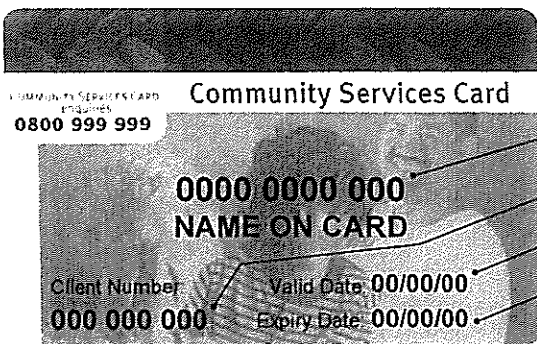 COMMUNITY SERVICES CARD
ENQUIRIES
0800 999 999
Community Services Card
0000 0000 000
NAME ON CARD
Client Number
000 000 000
Valid Date 00/00/00
Expiry Date 00/00/00